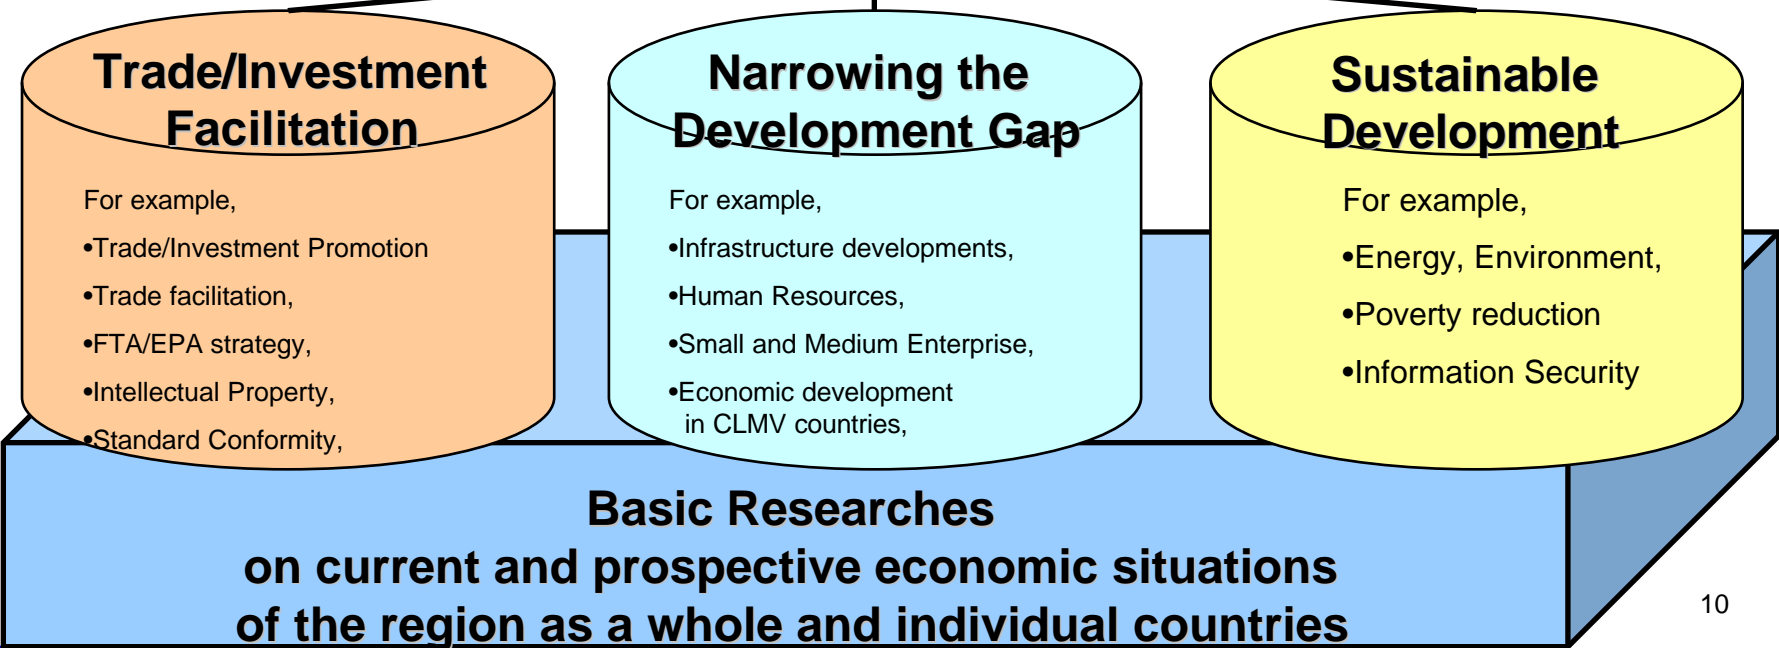 Trade/Investment
Facilitation
For example,
•Trade/Investment Promotion
•Trade facilitation,
•FTA/EPA strategy,
•Intellectual Property,
•Standard Conformity,
Narrowing the
Development Gap
For example,
•Infrastructure developments,
•Human Resources,
•Small and Medium Enterprise,
•Economic development
in CLMV countries,
Sustainable
Development
For example,
•Energy, Environment,
•Poverty reduction
•Information Security
Basic Researches
on current and prospective economic situations
of the region as a whole and individual countries
10